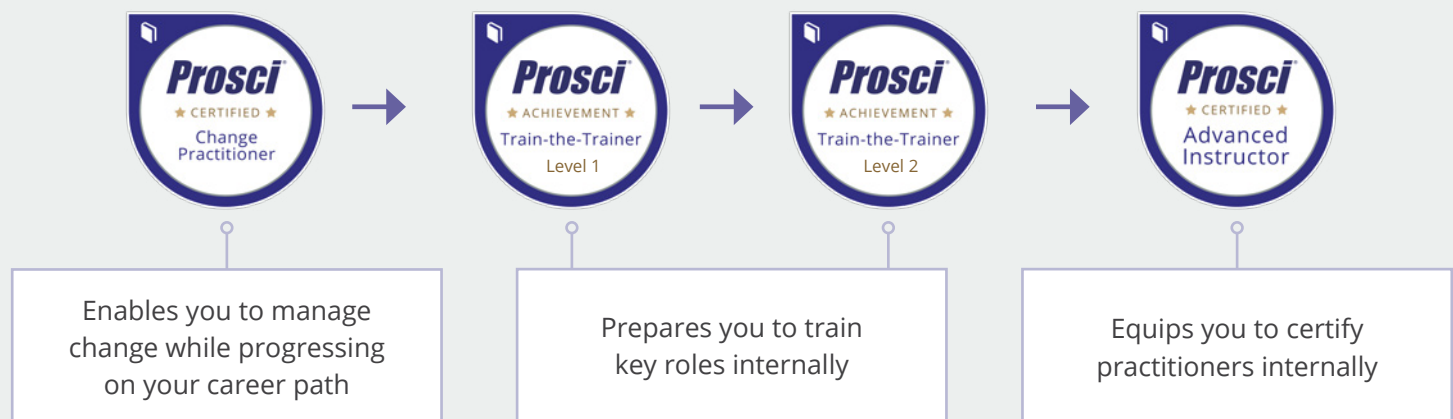 Prosci®
★ CERTIFIED ★
Change
Practitioner
Prosci®
★ ACHIEVEMENT ★
Train-the-Trainer
Level 1
Prosci®
★ ACHIEVEMENT ★
Train-the-Trainer
Level 2
Prosci®
★ CERTIFIED ★
Advanced
Instructor
Enables you to manage
change while progressing
on your career path
Prepares you to train
key roles internally
Equips you to certify
practitioners internally